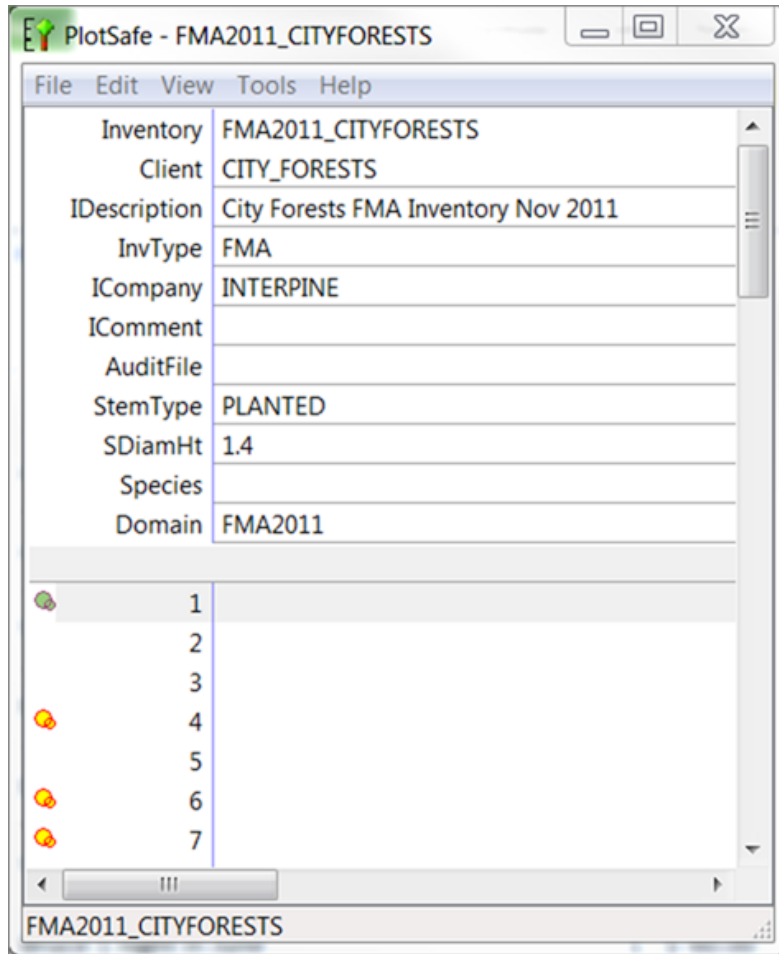 PlotSafe - FMA2011_CITYFORESTS
File Edit View Tools Help
Inventory FMA2011_CITYFORESTS
Client CITY_FORESTS
IDescription City Forests FMA Inventory Nov 2011
InvType FMA
ICompany INTERPINE
IComment
AuditFile
StemType PLANTED
SDiamHt 1.4
Species
Domain FMA2011
1
2
3
4
5
6
7
FMA2011_CITYFORESTS